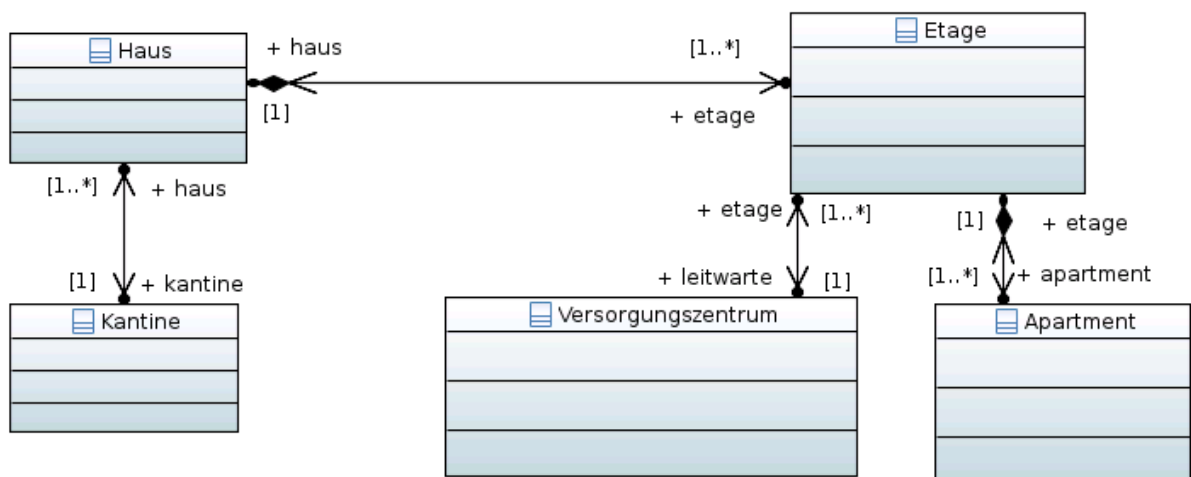 Haus
+ haus
[1]
[1..*]
+ etage
Etage
[1..*]
+ haus
[1]
+ kantine
Kantine
+ etage
[1..*]
+ leitwarte
[1]
Versorgungszentrum
[1]
+ etage
[1..*]
+ apartment
Apartment